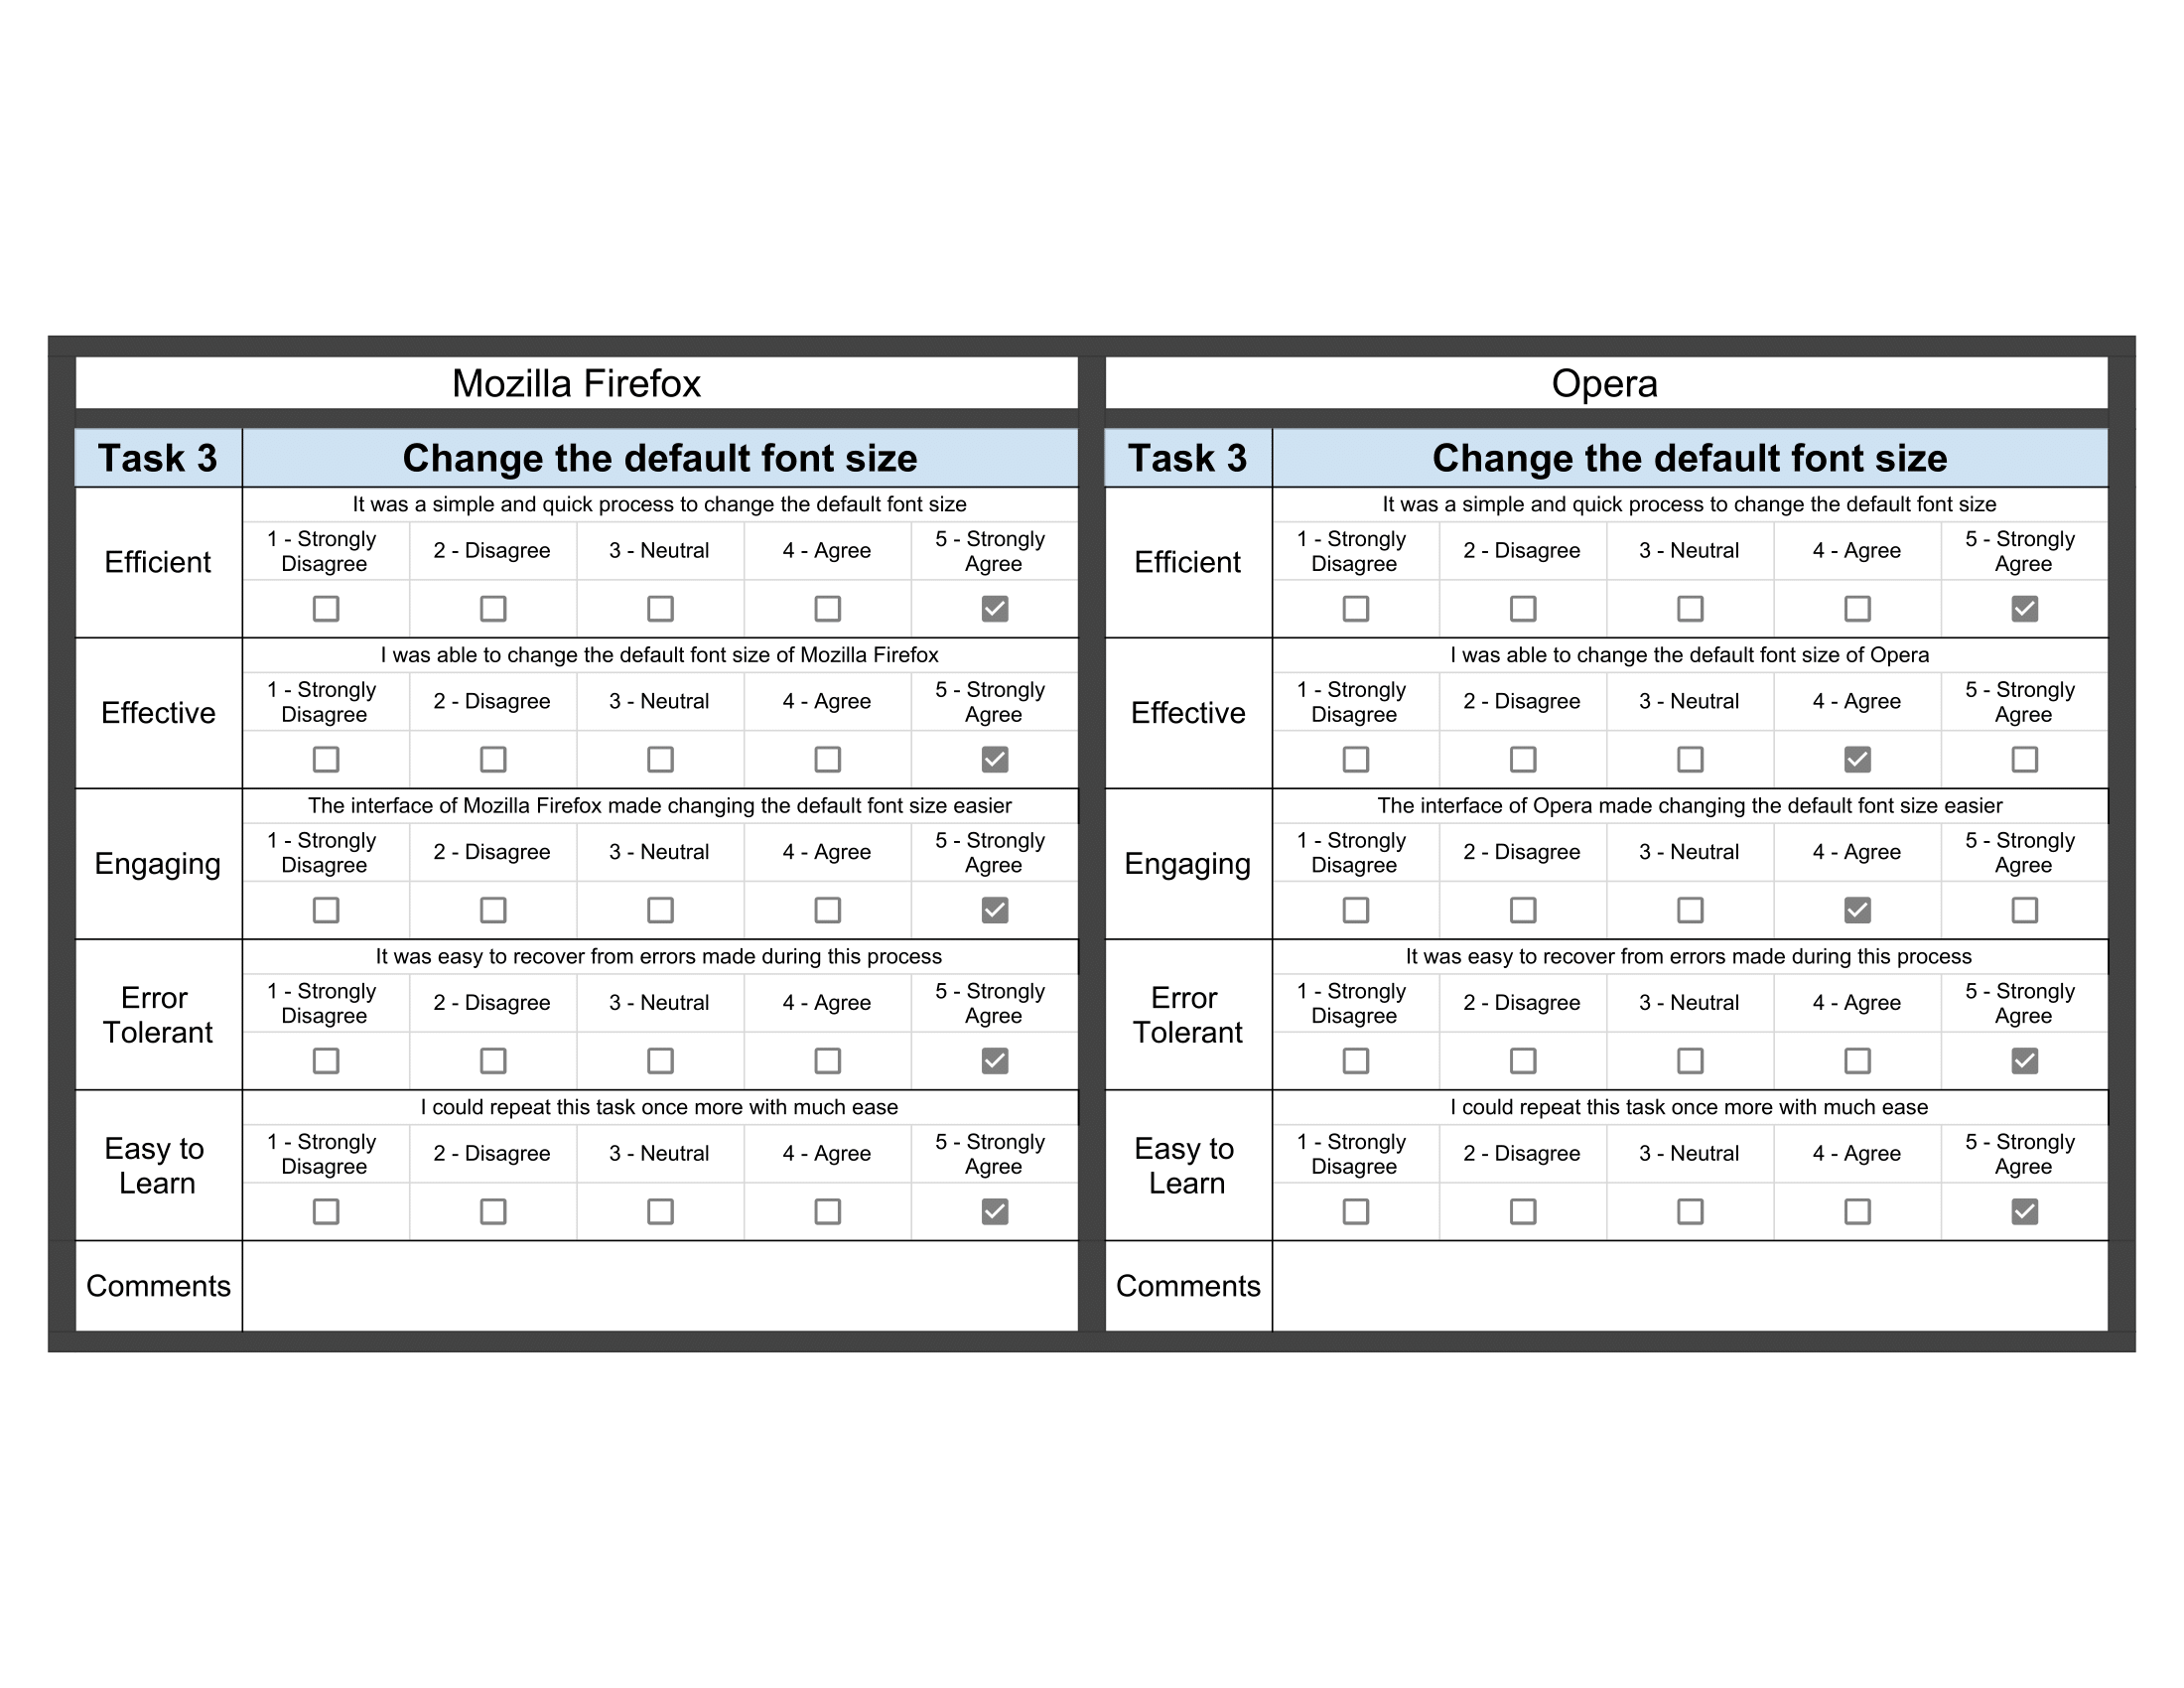 Mozilla Firefox
Task 3 Change the default font size
It was a simple and quick process to change the default font size
Efficient
1 - Strongly Disagree 2 - Disagree 3 - Neutral 4 - Agree 5 - Strongly Agree
I was able to change the default font size of Mozilla Firefox
Effective
1 - Strongly Disagree 2 - Disagree 3 - Neutral 4 - Agree 5 - Strongly Agree
The interface of Mozilla Firefox made changing the default font size easier
Engaging
1 - Strongly Disagree 2 - Disagree 3 - Neutral 4 - Agree 5 - Strongly Agree
It was easy to recover from errors made during this process
Error Tolerant
1 - Strongly Disagree 2 - Disagree 3 - Neutral 4 - Agree 5 - Strongly Agree
I could repeat this task once more with much ease
Easy to Learn
1 - Strongly Disagree 2 - Disagree 3 - Neutral 4 - Agree 5 - Strongly Agree
Comments
Opera
Task 3 Change the default font size
It was a simple and quick process to change the default font size
Efficient
1 - Strongly Disagree 2 - Disagree 3 - Neutral 4 - Agree 5 - Strongly Agree
I was able to change the default font size of Opera
Effective
1 - Strongly Disagree 2 - Disagree 3 - Neutral 4 - Agree 5 - Strongly Agree
The interface of Opera made changing the default font size easier
Engaging
1 - Strongly Disagree 2 - Disagree 3 - Neutral 4 - Agree 5 - Strongly Agree
It was easy to recover from errors made during this process
Error Tolerant
1 - Strongly Disagree 2 - Disagree 3 - Neutral 4 - Agree 5 - Strongly Agree
I could repeat this task once more with much ease
Easy to Learn
1 - Strongly Disagree 2 - Disagree 3 - Neutral 4 - Agree 5 - Strongly Agree
Comments